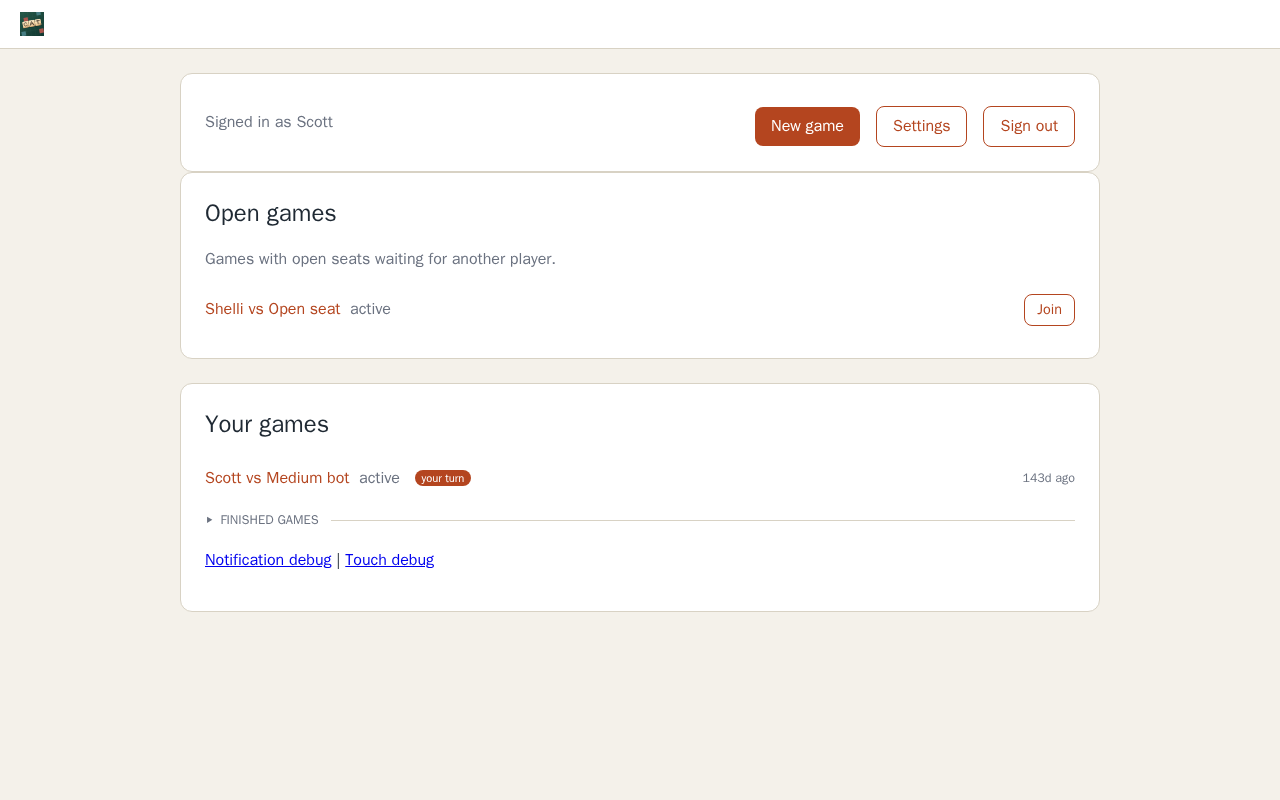 CAT
Signed in as Scott
New game
Settings
Sign out
Open games
Games with open seats waiting for another player.
Shelli vs Open seat active
Join
Your games
Scott vs Medium bot active your turn
143d ago
FINISHED GAMES
Notification debug | Touch debug